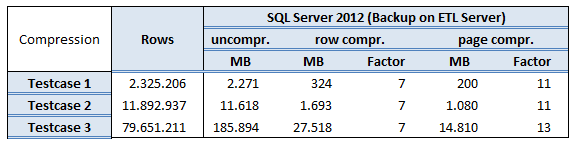 SQL Server 2012 (Backup on ETL Server)
Compression Rows uncompr. row compr. page compr.
MB MB Factor MB Factor
Testcase 1 2.325.206 2.271 324 7 200 11
Testcase 2 11.892.937 11.618 1.693 7 1.080 11
Testcase 3 79.651.211 185.894 27.518 7 14.810 13